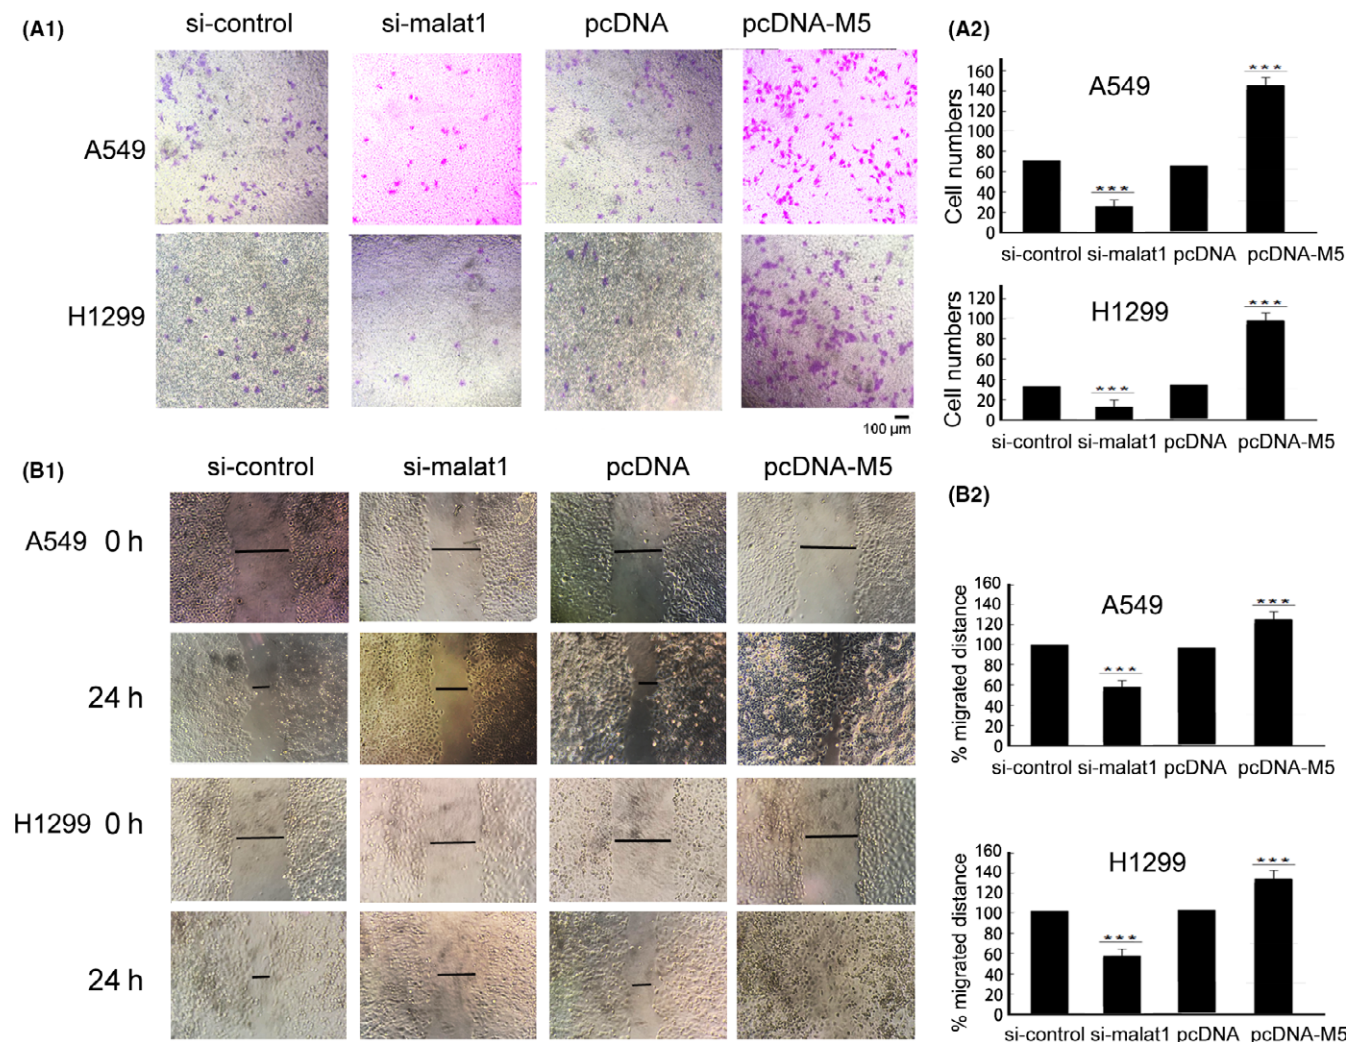 (A1) si-control si-malat1 pcDNA pcDNA-M5
A549
H1299
100 µm
(A2)
A549
Cell numbers
160
140
120
100
80
60
40
20
0
***
***
si-control si-malat1 pcDNA pcDNA-M5
H1299
Cell numbers
120
100
80
60
40
20
0
***
***
si-control si-malat1 pcDNA pcDNA-M5
(B1) si-control si-malat1 pcDNA pcDNA-M5
A549 0 h
24 h
H1299 0 h
24 h
(B2)
A549
% migrated distance
160
140
120
100
80
60
40
20
0
***
***
si-control si-malat1 pcDNA pcDNA-M5
H1299
% migrated distance
160
140
120
100
80
60
40
20
0
***
***
si-control si-malat1 pcDNA pcDNA-M5